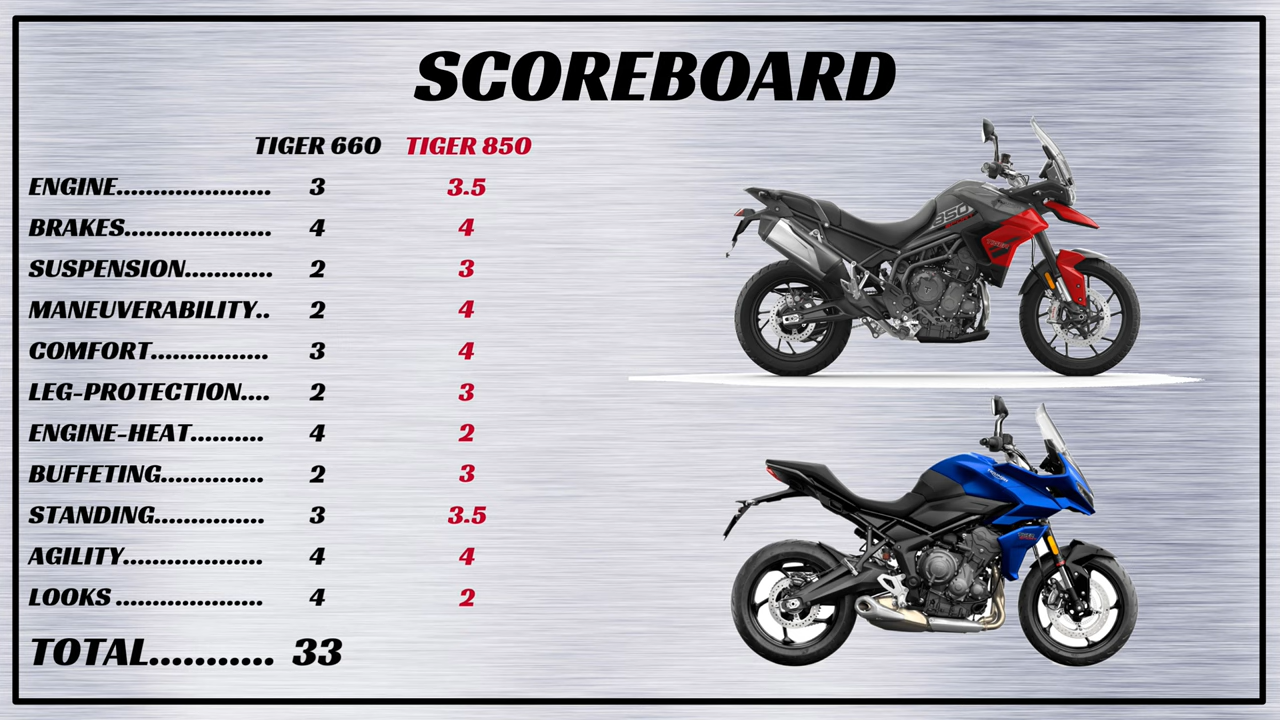 SCOREBOARD
TIGER 660 TIGER 850
ENGINE..................... 3 3.5
BRAKES.................... 4 4
SUSPENSION............ 2 3
MANEUVERABILITY.. 2 4
COMFORT................ 3 4
LEG-PROTECTION.... 2 3
ENGINE-HEAT.......... 4 2
BUFFETING.............. 2 3
STANDING............... 3 3.5
AGILITY................... 4 4
LOOKS .................... 4 2
TOTAL........... 33
850